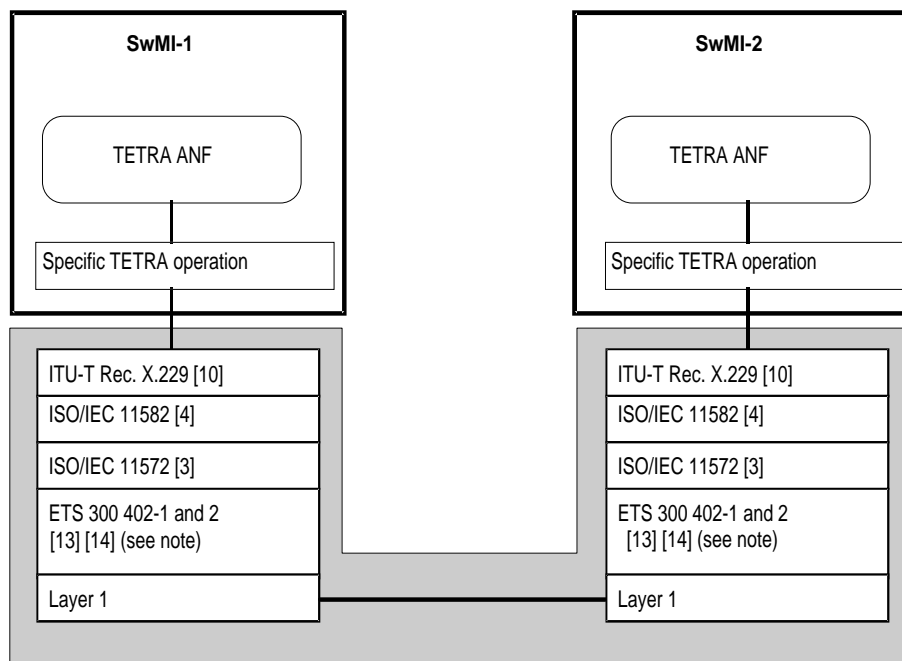 SwMI-1
TETRA ANF
Specific TETRA operation
ITU-T Rec. X.229 [10]
ISO/IEC 11582 [4]
ISO/IEC 11572 [3]
ETS 300 402-1 and 2
[13] [14] (see note)
Layer 1
SwMI-2
TETRA ANF
Specific TETRA operation
ITU-T Rec. X.229 [10]
ISO/IEC 11582 [4]
ISO/IEC 11572 [3]
ETS 300 402-1 and 2
[13] [14] (see note)
Layer 1